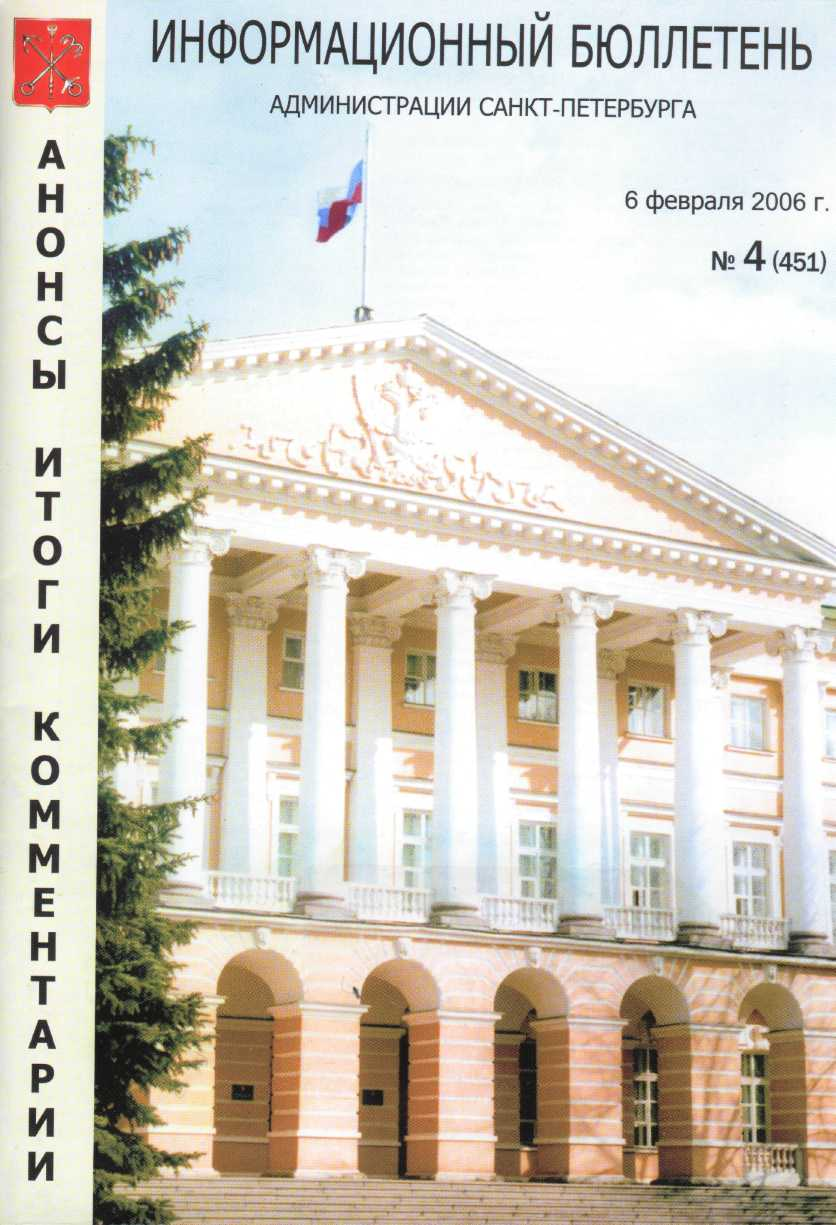 ИНФОРМАЦИОННЫЙ БЮЛЛЕТЕНЬ
АДМИНИСТРАЦИИ САНКТ-ПЕТЕРБУРГА
6 февраля 2006 г.
№ 4 (451)
АНОНСЫ ИТОГИ КОММЕНТАРИИ